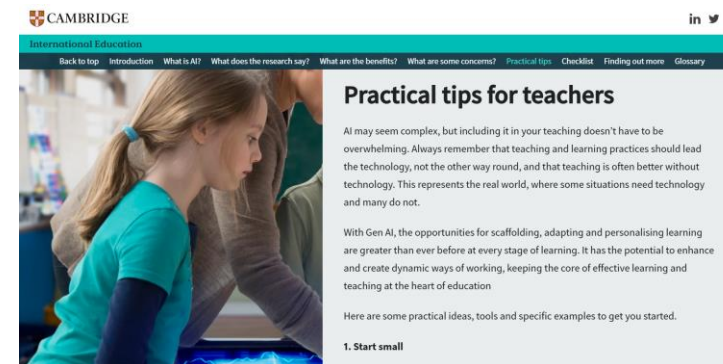 CAMBRIDGE
International Education
Back to top Introduction What is AI? What does the research say? What are the benefits? What are some concerns? Practical tips Checklist Finding out more Glossary
Practical tips for teachers
AI may seem complex, but including it in your teaching doesn't have to be
overwhelming. Always remember that teaching and learning practices should lead
the technology, not the other way round, and that teaching is often better without
technology. This represents the real world, where some situations need technology
and many do not.
With Gen AI, the opportunities for scaffolding, adapting and personalising learning
are greater than ever before at every stage of learning. It has the potential to enhance
and create dynamic ways of working, keeping the core of effective learning and
teaching at the heart of education
Here are some practical ideas, tools and specific examples to get you started.
1. Start small